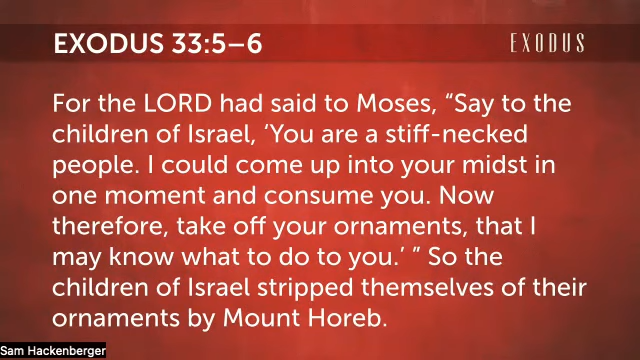 EXODUS 33:5–6
EXODUS
For the LORD had said to Moses, “Say to the
children of Israel, ‘You are a stiff-necked
people. I could come up into your midst in
one moment and consume you. Now
therefore, take off your ornaments, that I
may know what to do to you.’ ” So the
children of Israel stripped themselves of their
ornaments by Mount Horeb.
Sam Hackenberger